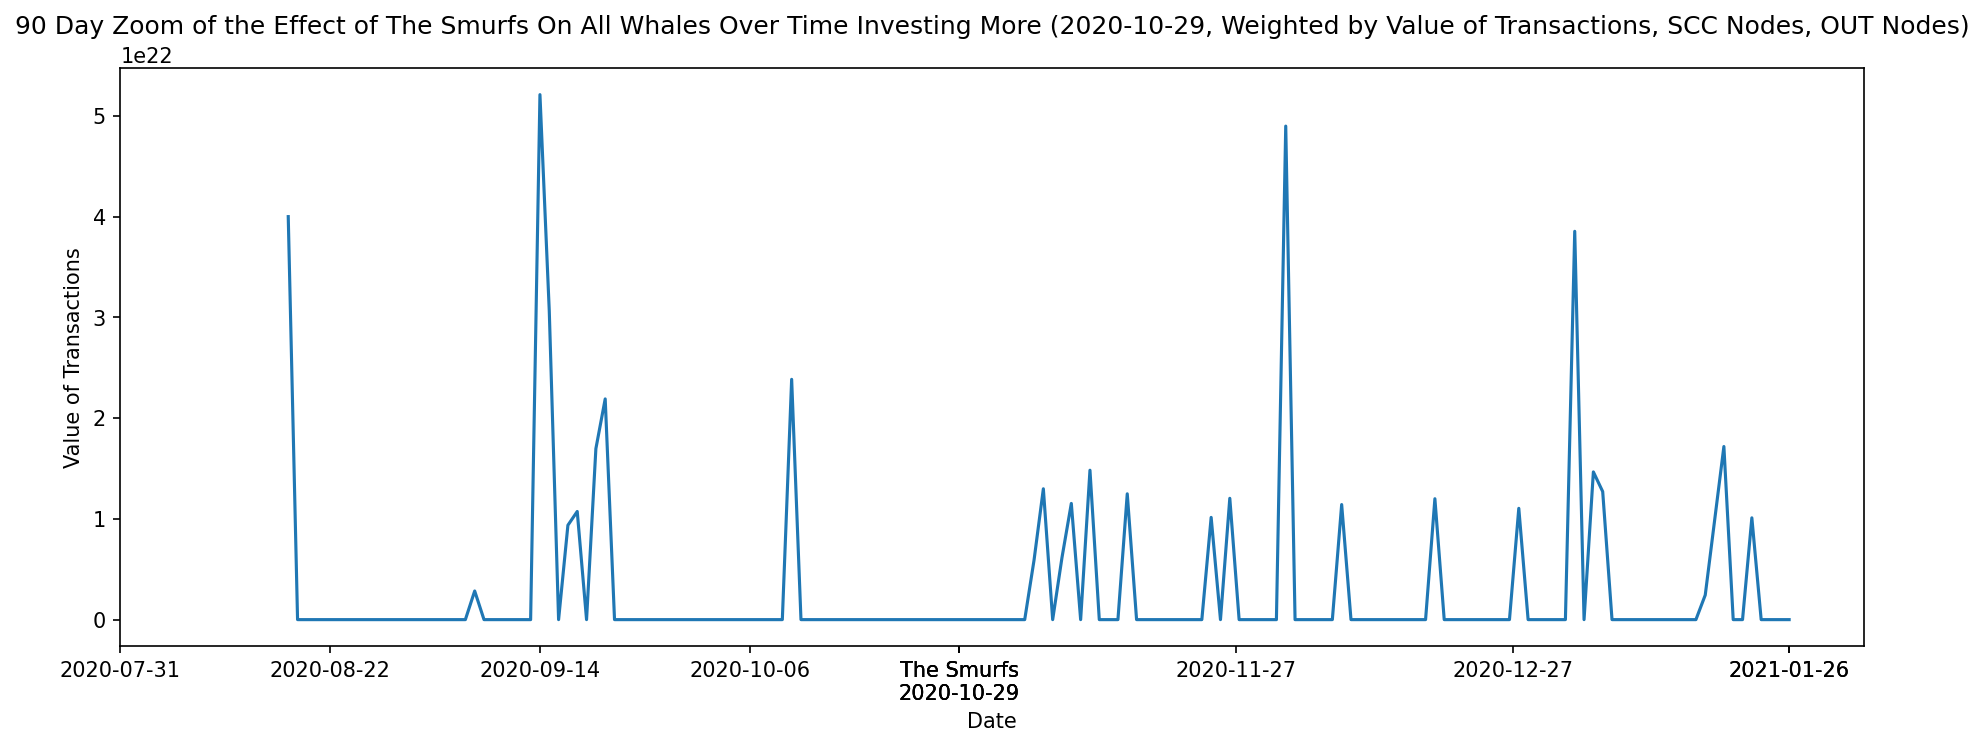 90 Day Zoom of the Effect of The Smurfs On All Whales Over Time Investing More (2020-10-29, Weighted by Value of Transactions, SCC Nodes, OUT Nodes)
1e22
5
4
3
2
1
0
Value of Transactions
2020-07-31 2020-08-22 2020-09-14 2020-10-06 The Smurfs 2020-11-27 2020-12-27 2021-01-26
2020-10-29
Date